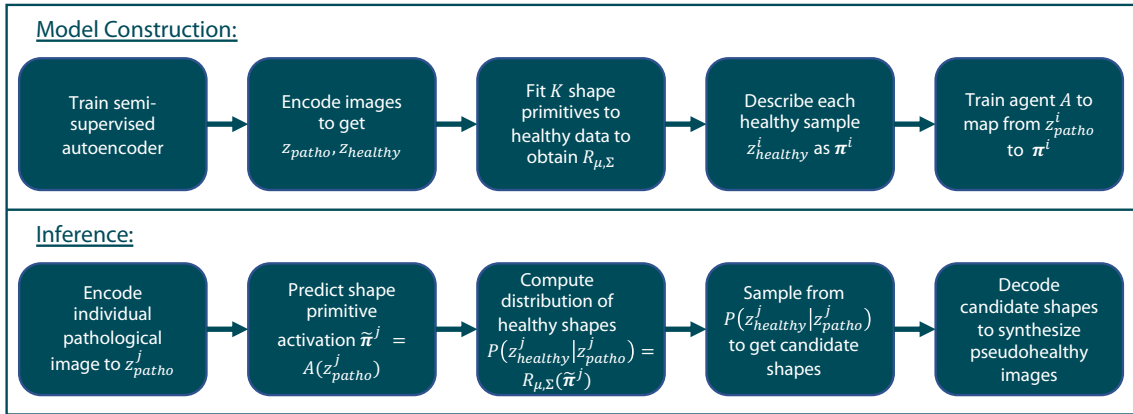 Model Construction:
Train semi-
supervised
autoencoder
Encode images
to get
z_patho, z_healthy
Fit K shape
primitives to
healthy data to
obtain R_μ,Σ
Describe each
healthy sample
z^i_healthy as π^i
Train agent A to
map from z^i_patho
to π^i
Inference:
Encode
individual
pathological
image to z^j_patho
Predict shape
primitive
activation π̃^j =
A(z^j_patho)
Compute
distribution of
healthy shapes
P(z^j_healthy|z^j_patho) =
R_μ,Σ(π̃^j)
Sample from
P(z^j_healthy|z^j_patho)
to get candidate
shapes
Decode
candidate shapes
to synthesize
pseudohealthy
images